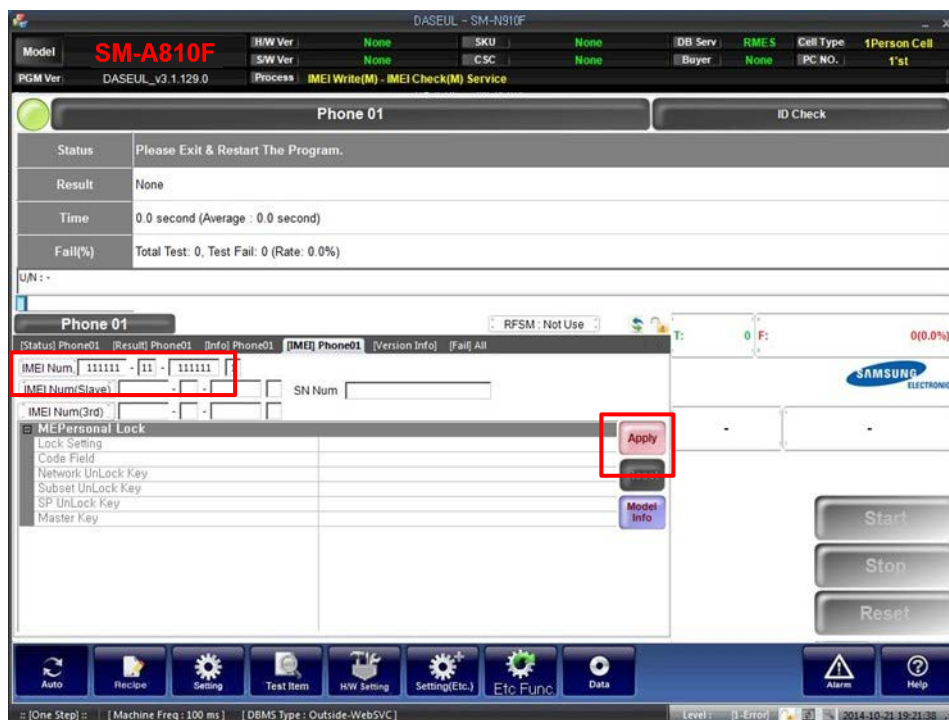 DASEUL - SM-N910F
Model SM-A810F H/W Ver None SKU None DB Serv RMES Cell Type 1Person Cell
S/W Ver None CSC None Buyer None PC NO. 1'st
PGM Ver DASEUL_v3.1.129.0 Process IMEI Write(M) - IMEI Check(M) Service
Phone 01 ID Check
Status Please Exit & Restart The Program.
Result None
Time 0.0 second (Average : 0.0 second)
Fail(%) Total Test: 0, Test Fail: 0 (Rate: 0.0%)
U/N : -
Phone 01 RFSM : Not Use T: 0 F: 0(0.0%)
[Status] Phone01 [Result] Phone01 [Info] Phone01 [IMEI] Phone01 [Version Info] [Fail] All
IMEI Num. 111111 - 11 - 111111
IMEI Num(Slave) - - SN Num
IMEI Num(3rd) - -
SAMSUNG
ELECTRONIC
MEPersonal Lock
Lock Setting
Code Field
Network UnLock Key
Subset UnLock Key
SP UnLock Key
Master Key
Apply
Model Info
- -
Start
Stop
Reset
Auto Recipe Setting Test Item H/W Setting Setting(Etc.) Etc Func. Data Alarm Help
:: [One Step] :: [Machine Freq : 100 ms] [DBMS Type : Outside-WebSVC] Level : [1-Error] 2014-10-21 19:21:38